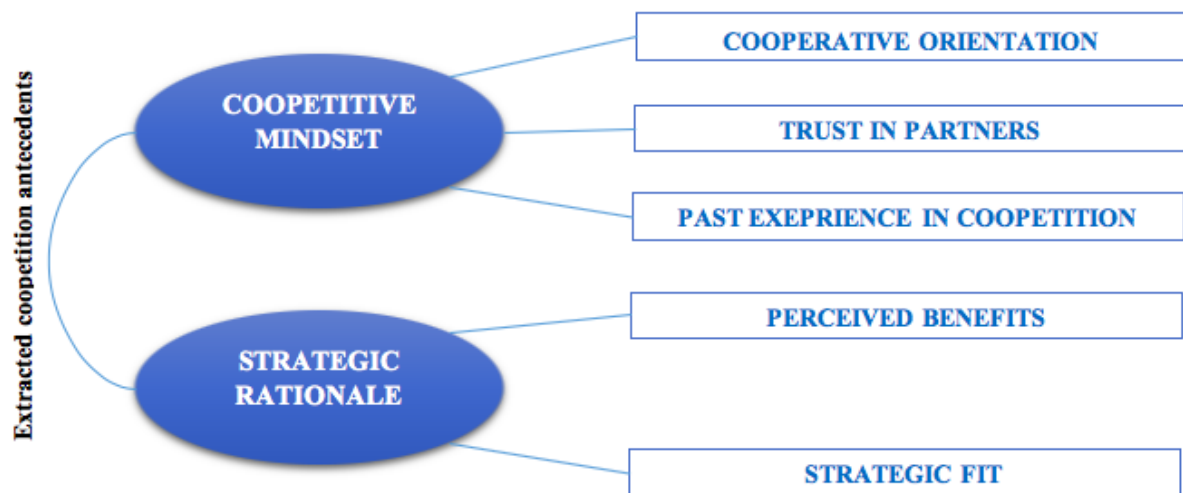 Extracted coopetition antecedents
COOPETITIVE
MINDSET
COOPERATIVE ORIENTATION
TRUST IN PARTNERS
PAST EXEPRIENCE IN COOPETITION
STRATEGIC
RATIONALE
PERCEIVED BENEFITS
STRATEGIC FIT